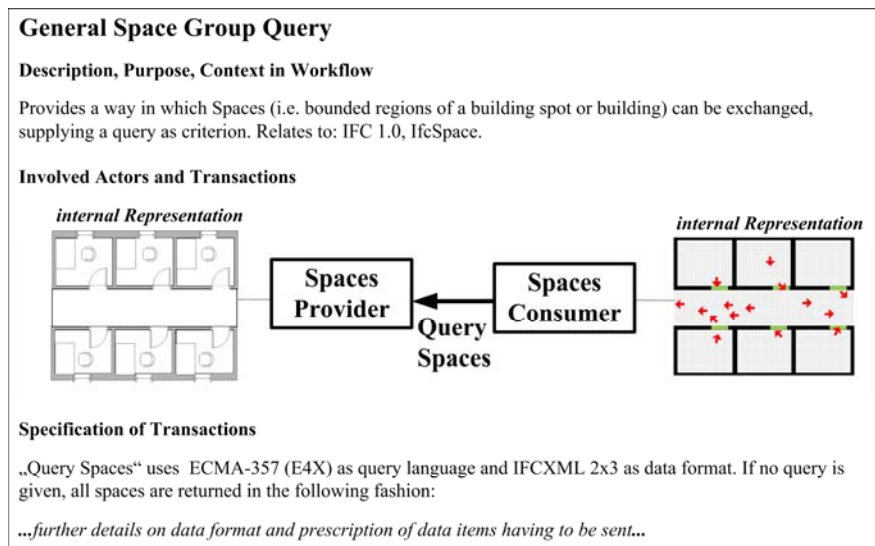 General Space Group Query
Description, Purpose, Context in Workflow
Provides a way in which Spaces (i.e. bounded regions of a building spot or building) can be exchanged,
supplying a query as criterion. Relates to: IFC 1.0, IfcSpace.
Involved Actors and Transactions
internal Representation
internal Representation
Spaces
Provider
Spaces
Consumer
Query
Spaces
Specification of Transactions
„Query Spaces“ uses ECMA-357 (E4X) as query language and IFCXML 2x3 as data format. If no query is
given, all spaces are returned in the following fashion:
...further details on data format and prescription of data items having to be sent...